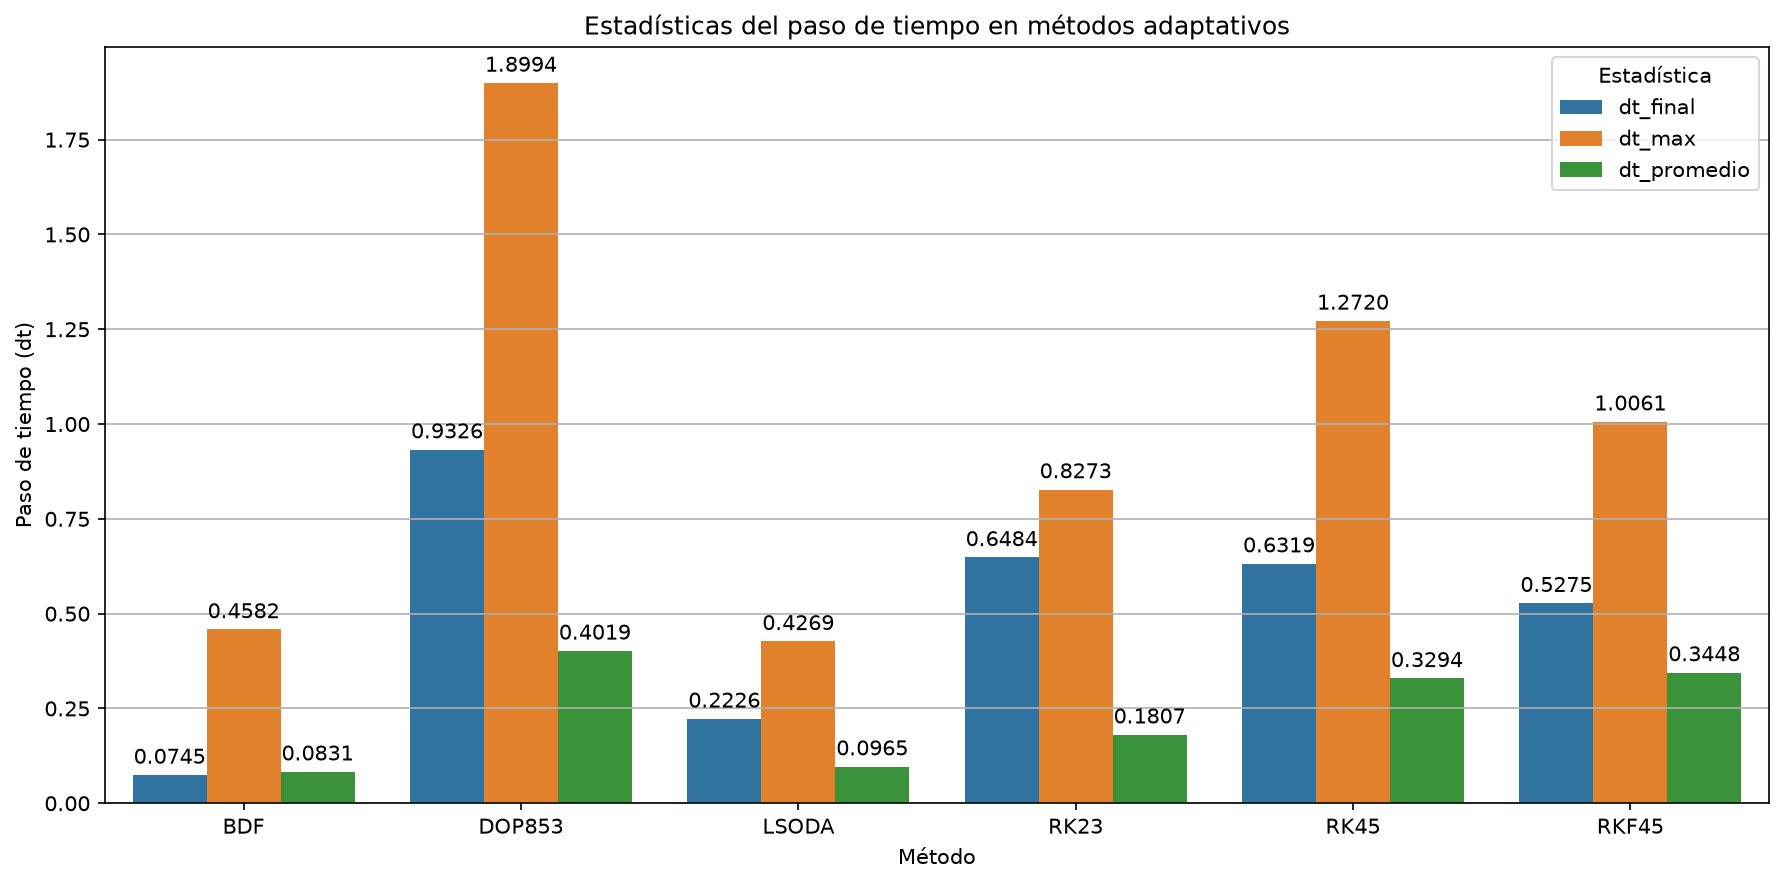 Estadísticas del paso de tiempo en métodos adaptativos
Estadística
dt_final
dt_max
dt_promedio
Paso de tiempo (dt)
1.75
1.50
1.25
1.00
0.75
0.50
0.25
0.00
0.0745
0.4582
0.0831
0.9326
1.8994
0.4019
0.2226
0.4269
0.0965
0.6484
0.8273
0.1807
0.6319
1.2720
0.3294
0.5275
1.0061
0.3448
BDF
DOP853
LSODA
RK23
RK45
RKF45
Método